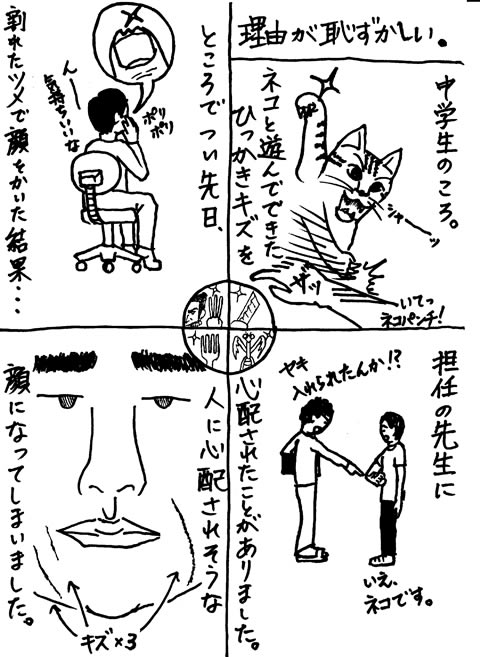 理由が恥ずかしい。
中学生のころ。
ネコと遊んでできた
ひっかきキズを
シャーッ
ザッ
いてっ
ネコパンチ!
担任の先生に
ヤキ
入れられたんか!?
いえ、
ネコです。
心配されたことがありました。
ところでつい先日、
ポリ
ポリ
ん〜
気持ちいいな
割れたツメで顔をかいた結果・・・
人に心配されそうな
顔になってしまいました。
キズ×3